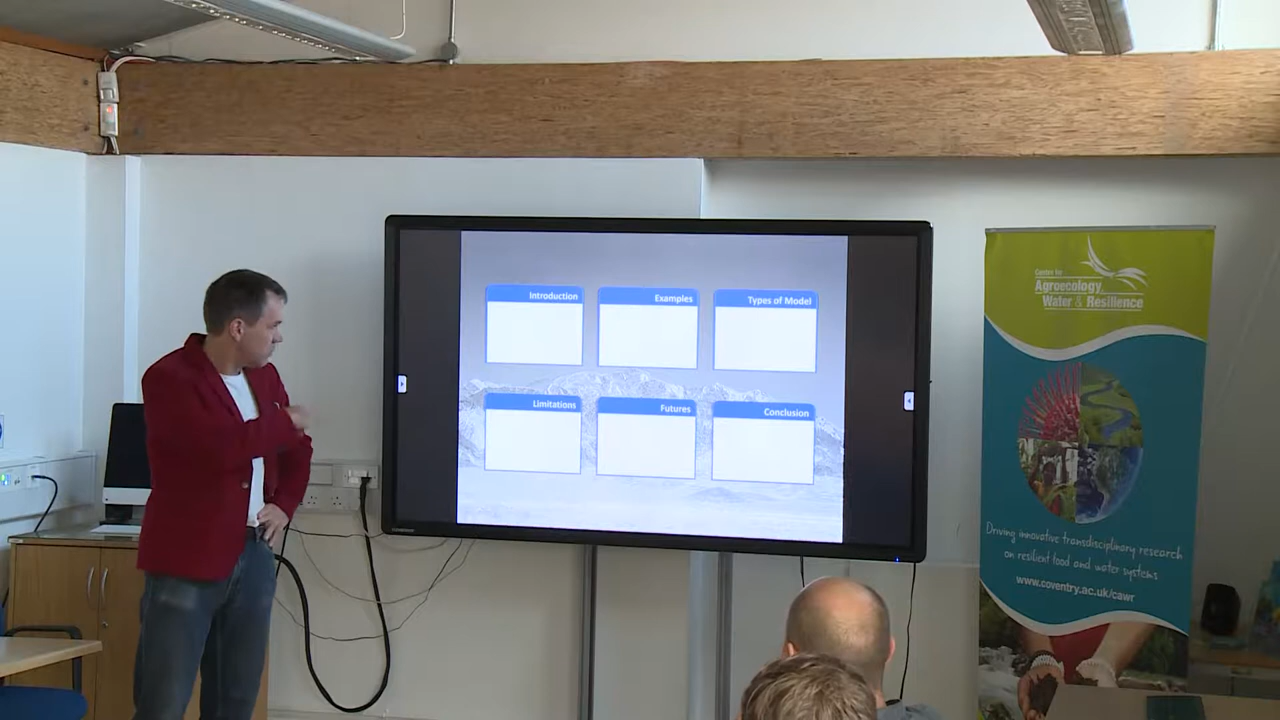 Introduction
Examples
Types of Model
Limitations
Futures
Conclusion
Centre for
Agroecology,
Water & Resilience
Driving innovative transdisciplinary research
on resilient food and water systems
www.coventry.ac.uk/cawr